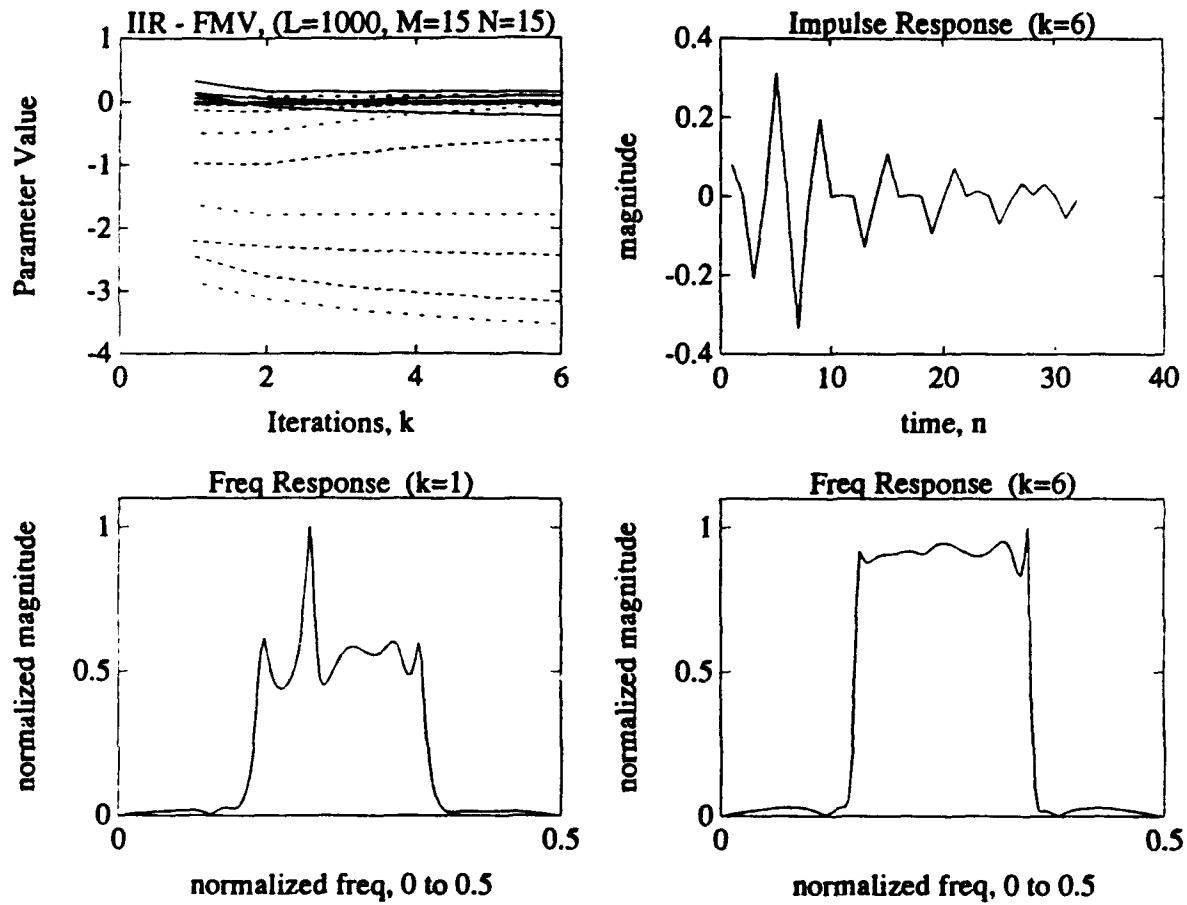 IIR - FMV, (L=1000, M=15 N=15)
1
0
-1
-2
-3
-4
0
2
4
6
Parameter Value
Iterations, k
Impulse Response (k=6)
0.4
0.2
0
-0.2
-0.4
0
10
20
30
40
magnitude
time, n
Freq Response (k=1)
1
0.5
0
0
0.5
normalized magnitude
normalized freq, 0 to 0.5
Freq Response (k=6)
1
0.5
0
0
0.5
normalized magnitude
normalized freq, 0 to 0.5